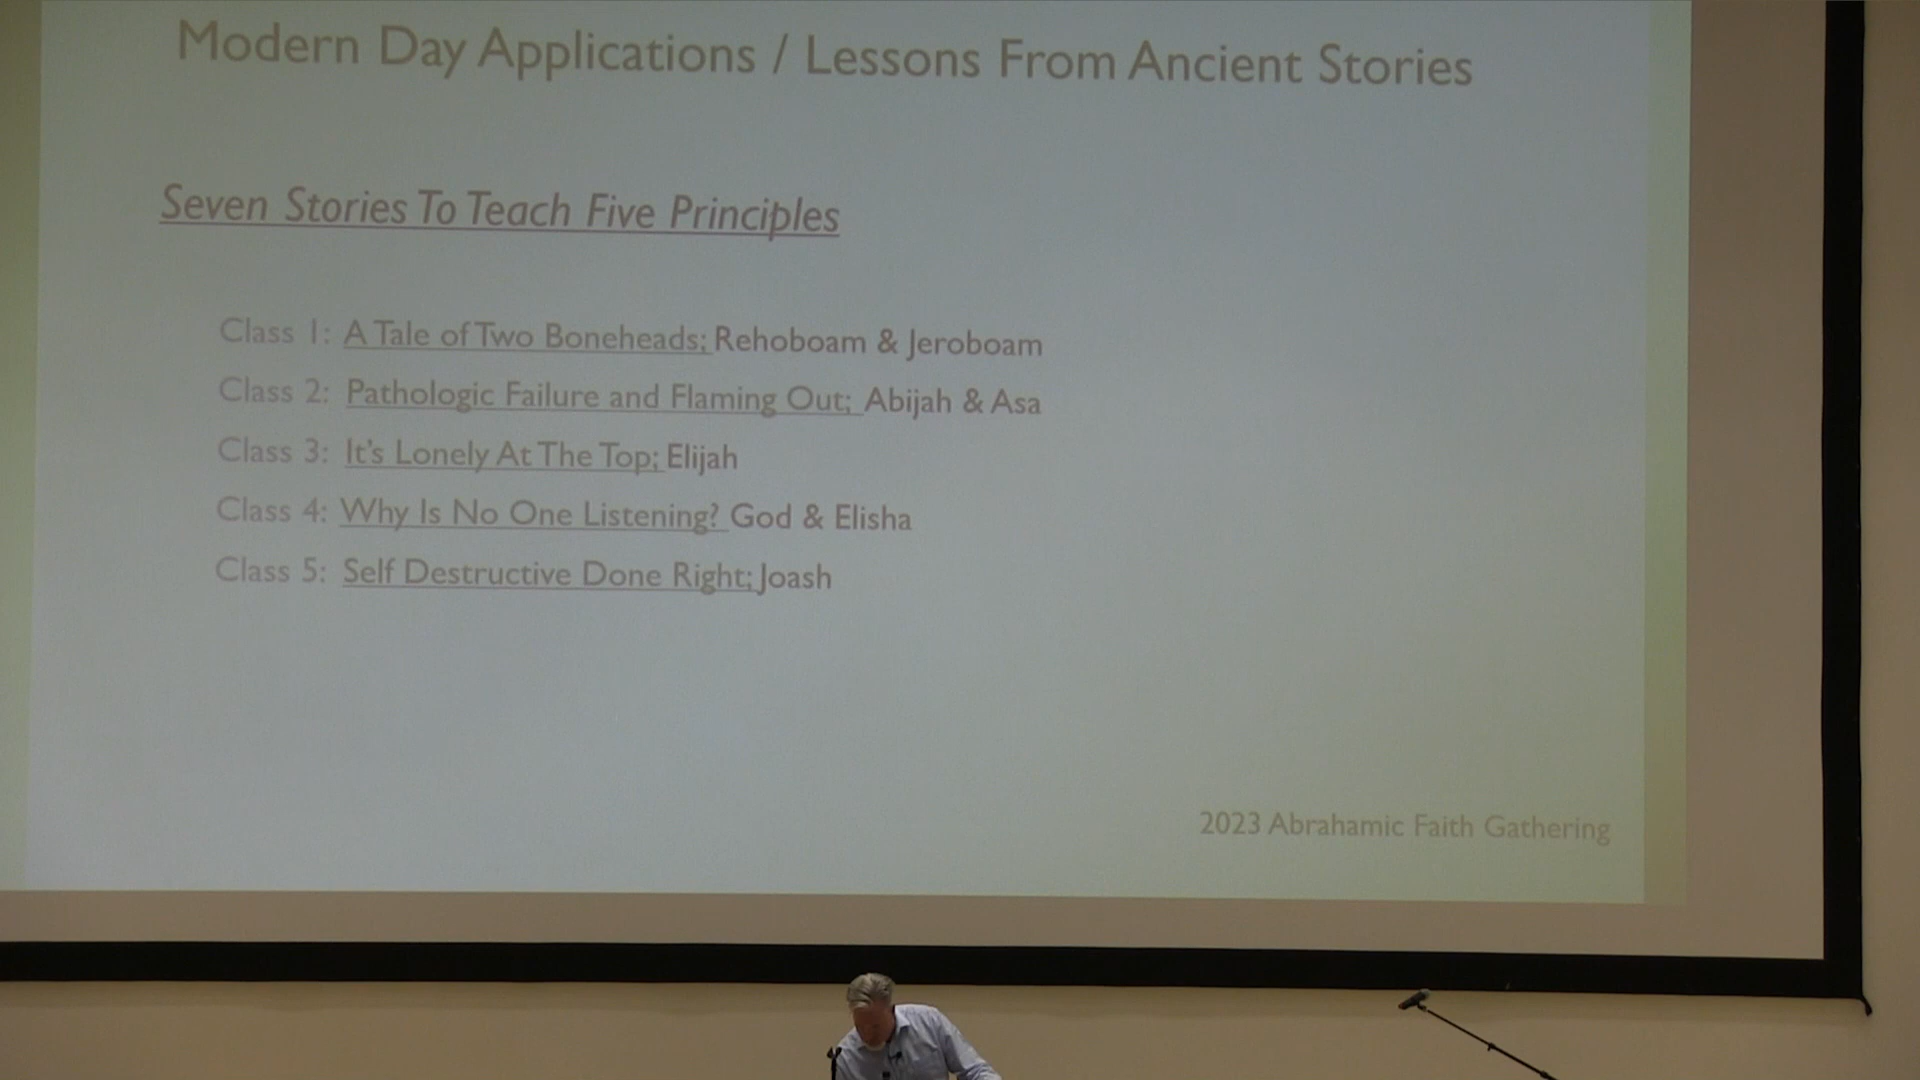 Modern Day Applications / Lessons From Ancient Stories
Seven Stories To Teach Five Principles
Class 1: A Tale of Two Boneheads; Rehoboam & Jeroboam
Class 2: Pathologic Failure and Flaming Out; Abijah & Asa
Class 3: It's Lonely At The Top; Elijah
Class 4: Why Is No One Listening? God & Elisha
Class 5: Self Destructive Done Right; Joash
2023 Abrahamic Faith Gathering